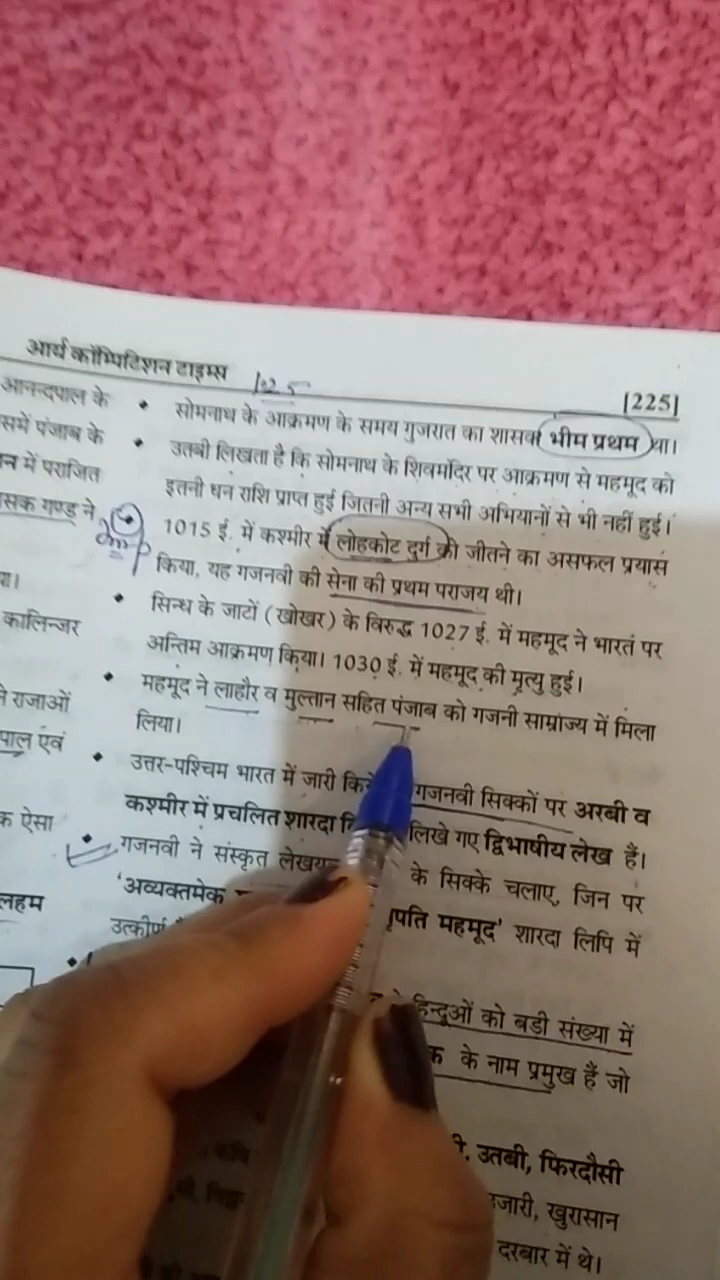 आर्य कॉम्पिटिशन टाइम्स
1025
[225]
आनन्दपाल के
समें पंजाब के
न में पराजित
सक गण्ड ने
या।
कालिन्जर
ने राजाओं
पाल एवं
क ऐसा
लहम
• सोमनाथ के आक्रमण के समय गुजरात का शासक भीम प्रथम था।
• उतबी लिखता है कि सोमनाथ के शिवमंदिर पर आक्रमण से महमूद को
इतनी धन राशि प्राप्त हुई जितनी अन्य सभी अभियानों से भी नहीं हुई।
1015 ई. में कश्मीर में लोहकोट दुर्ग को जीतने का असफल प्रयास
किया, यह गजनवी की सेना की प्रथम पराजय थी।
• सिन्ध के जाटों (खोखर) के विरुद्ध 1027 ई. में महमूद ने भारत पर
अन्तिम आक्रमण किया। 1030 ई. में महमूद की मृत्यु हुई।
• महमूद ने लाहौर व मुल्तान सहित पंजाब को गजनी साम्राज्य में मिला
लिया।
• उत्तर-पश्चिम भारत में जारी किये गजनवी सिक्कों पर अरबी व
कश्मीर में प्रचलित शारदा लिखे गए द्विभाषीय लेख हैं।
• गजनवी ने संस्कृत के सिक्के चलाए, जिन पर
'अव्यक्तमेक पति महमूद' शारदा लिपि में
उत्कीर्ण
हिन्दुओं को बडी संख्या में
क के नाम प्रमुख हैं जो
उतबी, फिरदौसी
खुरासान
दरबार में थे।